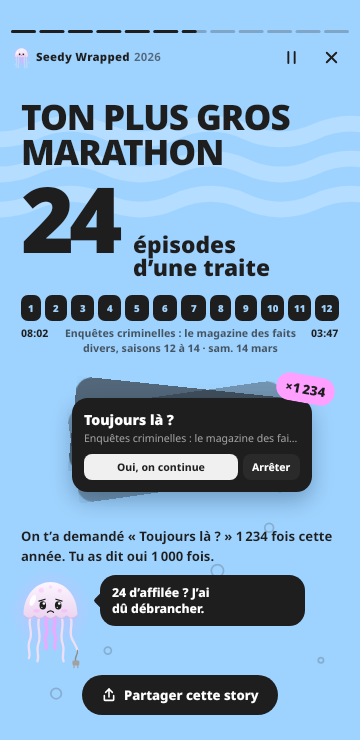 Seedy Wrapped 2026
TON PLUS GROS
MARATHON
24 épisodes
d’une traite
1 2 3 4 5 6 7 8 9 10 11 12
08:02 Enquêtes criminelles : le magazine des faits 03:47
divers, saisons 12 à 14 · sam. 14 mars
×1 234
Toujours là ?
Enquêtes criminelles : le magazine des fai…
Oui, on continue Arrêter
On t’a demandé « Toujours là ? » 1 234 fois cette
année. Tu as dit oui 1 000 fois.
24 d’affilée ? J’ai
dû débrancher.
Partager cette story